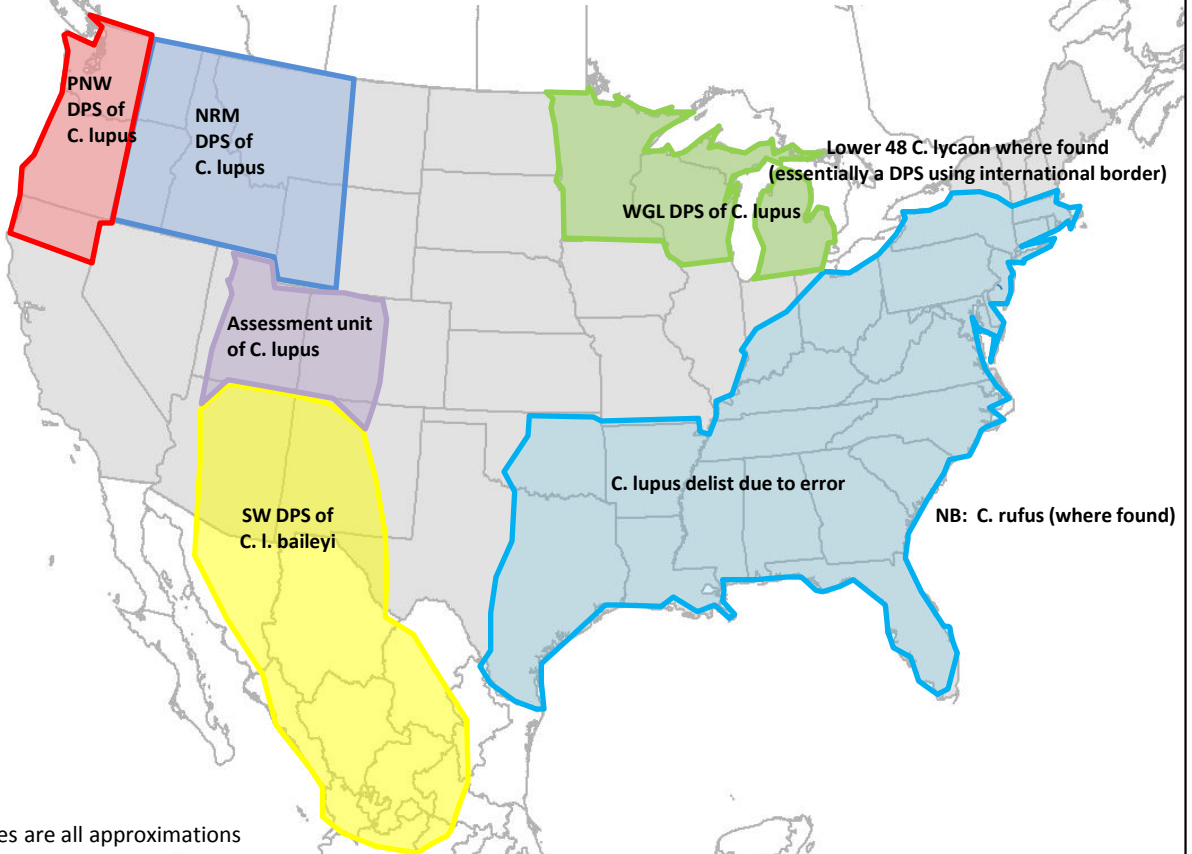 PNW
DPS of
C. lupus
NRM
DPS of
C. lupus
Lower 48 C. lycaon where found
(essentially a DPS using international border)
WGL DPS of C. lupus
Assessment unit
of C. lupus
C. lupus delist due to error
SW DPS of
C. l. baileyi
NB: C. rufus (where found)
are all approximations